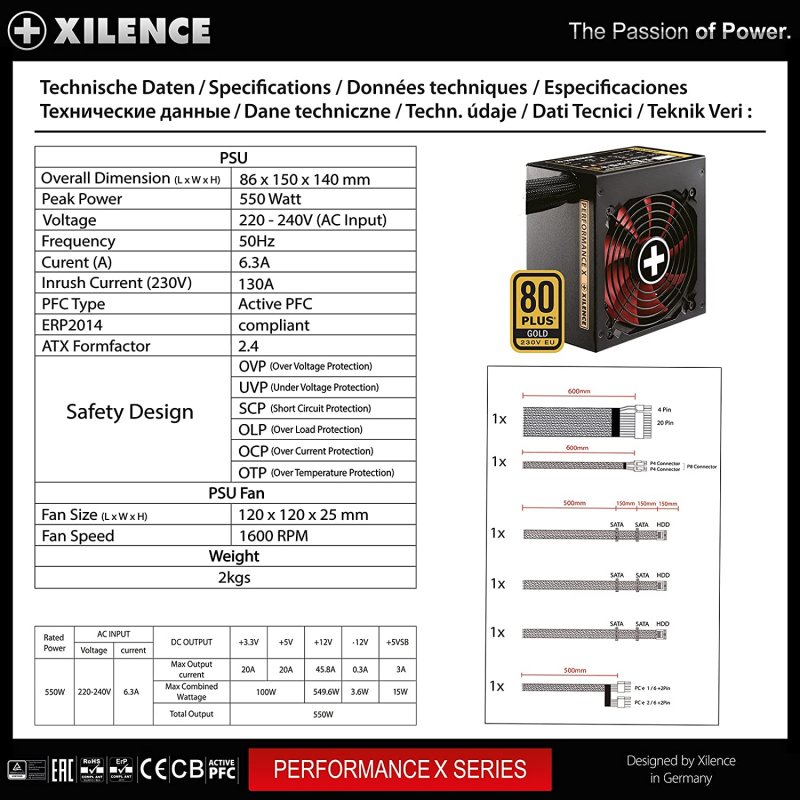 XILENCE
The Passion of Power.
Technische Daten / Specifications / Données techniques / Especificaciones
Технические данные / Dane techniczne / Techn. údaje / Dati Tecnici / Teknik Veri :
PSU
Overall Dimension (L x W x H) 86 x 150 x 140 mm
Peak Power 550 Watt
Voltage 220 - 240V (AC Input)
Frequency 50Hz
Curent (A) 6.3A
Inrush Current (230V) 130A
PFC Type Active PFC
ERP2014 compliant
ATX Formfactor 2.4
Safety Design
OVP (Over Voltage Protection)
UVP (Under Voltage Protection)
SCP (Short Circuit Protection)
OLP (Over Load Protection)
OCP (Over Current Protection)
OTP (Over Temperature Protection)
PSU Fan
Fan Size (L x W x H) 120 x 120 x 25 mm
Fan Speed 1600 RPM
Weight
2kgs
PERFORMANCE X XILENCE
80
PLUS
GOLD
230V EU
600mm
1x 4 Pin
20 Pin
600mm
1x P4 Connector
P4 Connector
P8 Connector
500mm 150mm 150mm 150mm
SATA SATA HDD
1x
SATA SATA HDD
1x
SATA SATA HDD
1x
500mm
1x PC e 1 / 6 +2Pin
PC e 2 / 6 +2Pin
Rated Power AC INPUT DC OUTPUT +3.3V +5V +12V -12V +5VSB
Voltage current
550W 220-240V 6.3A
Max Output current 20A 20A 45.8A 0.3A 3A
Max Combined Wattage 100W 549.6W 3.6W 15W
Total Output 550W
EAC
RoHS
COMPLIANT
ErP
COMPLIANT
CE
CB
ACTIVE
PFC
PERFORMANCE X SERIES
Designed by Xilence
in Germany